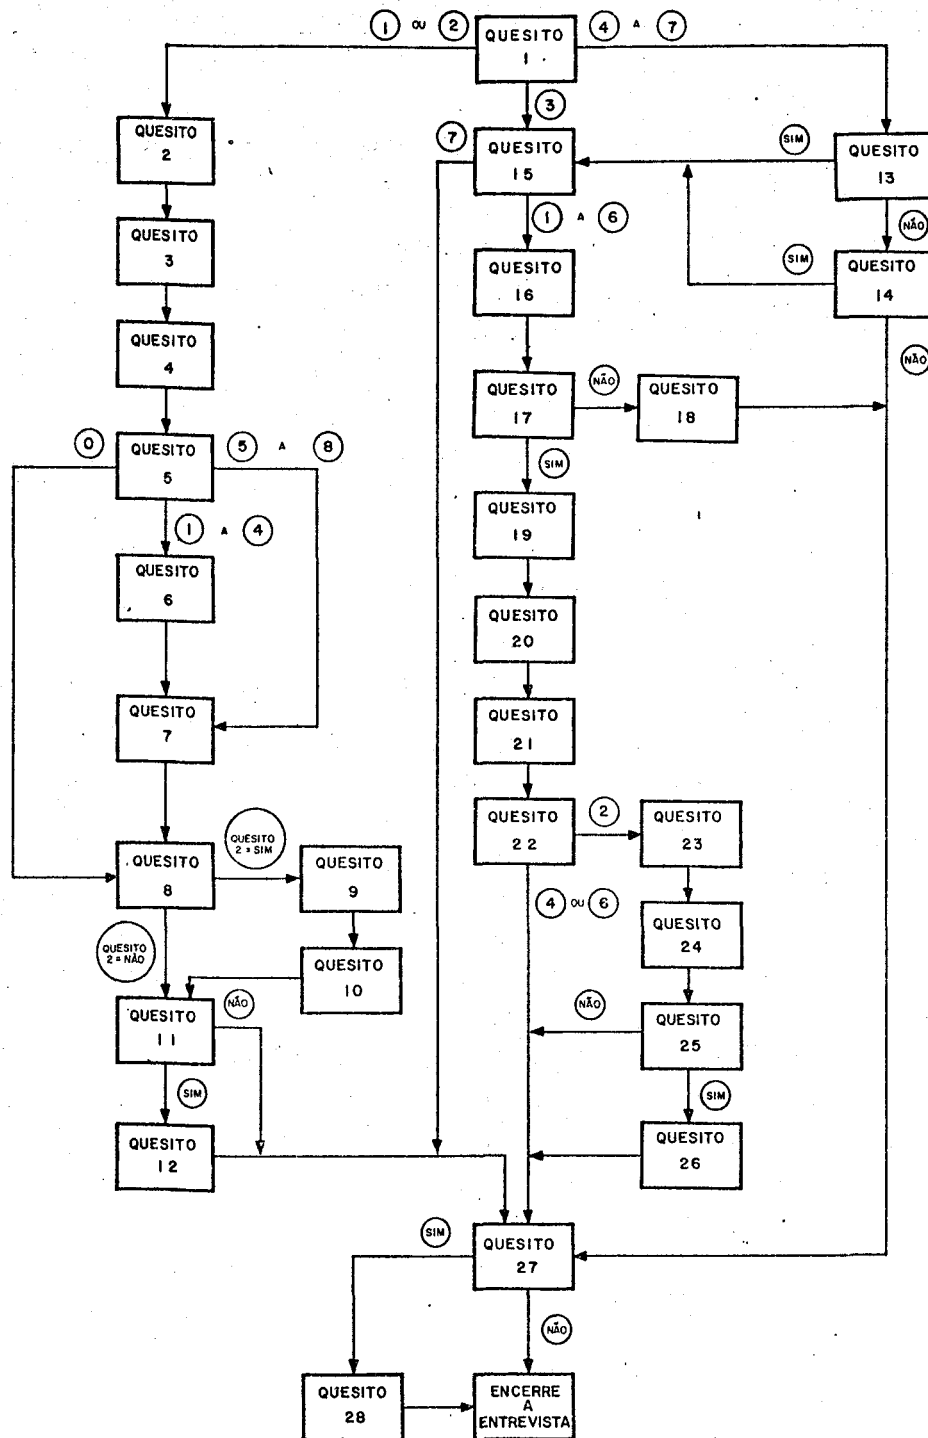 1 OU 2
QUESITO
1
4 A 7
3
QUESITO
2
7
QUESITO
15
SIM
QUESITO
13
1 A 6
NÃO
QUESITO
3
QUESITO
16
SIM
QUESITO
14
QUESITO
4
NÃO
QUESITO
17
NÃO
QUESITO
18
0
QUESITO
5
5 A 8
SIM
1 A 4
QUESITO
19
QUESITO
6
QUESITO
20
QUESITO
7
QUESITO
21
QUESITO
22
2
QUESITO
23
QUESITO
8
QUESITO
2 = SIM
QUESITO
9
4 OU 6
QUESITO
24
QUESITO
2 = NÃO
QUESITO
10
QUESITO
11
NÃO
NÃO
QUESITO
25
SIM
SIM
QUESITO
12
QUESITO
26
SIM
QUESITO
27
NÃO
QUESITO
28
ENCERRE
A
ENTREVISTA